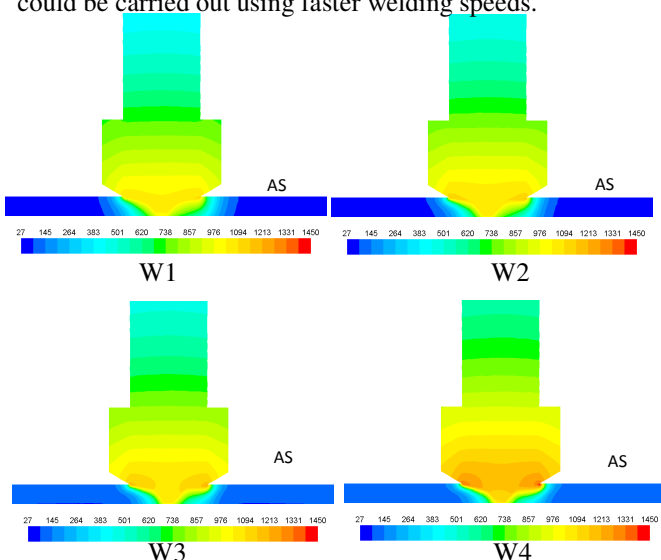 could be carried out using faster welding speeds.
AS
AS
27 145 264 383 501 620 738 857 976 1094 1213 1331 1450
27 145 264 383 501 620 738 857 976 1094 1213 1331 1450
W1
W2
AS
AS
27 145 264 383 501 620 738 857 976 1094 1213 1331 1450
27 145 264 383 501 620 738 857 976 1094 1213 1331 1450
W3
W4